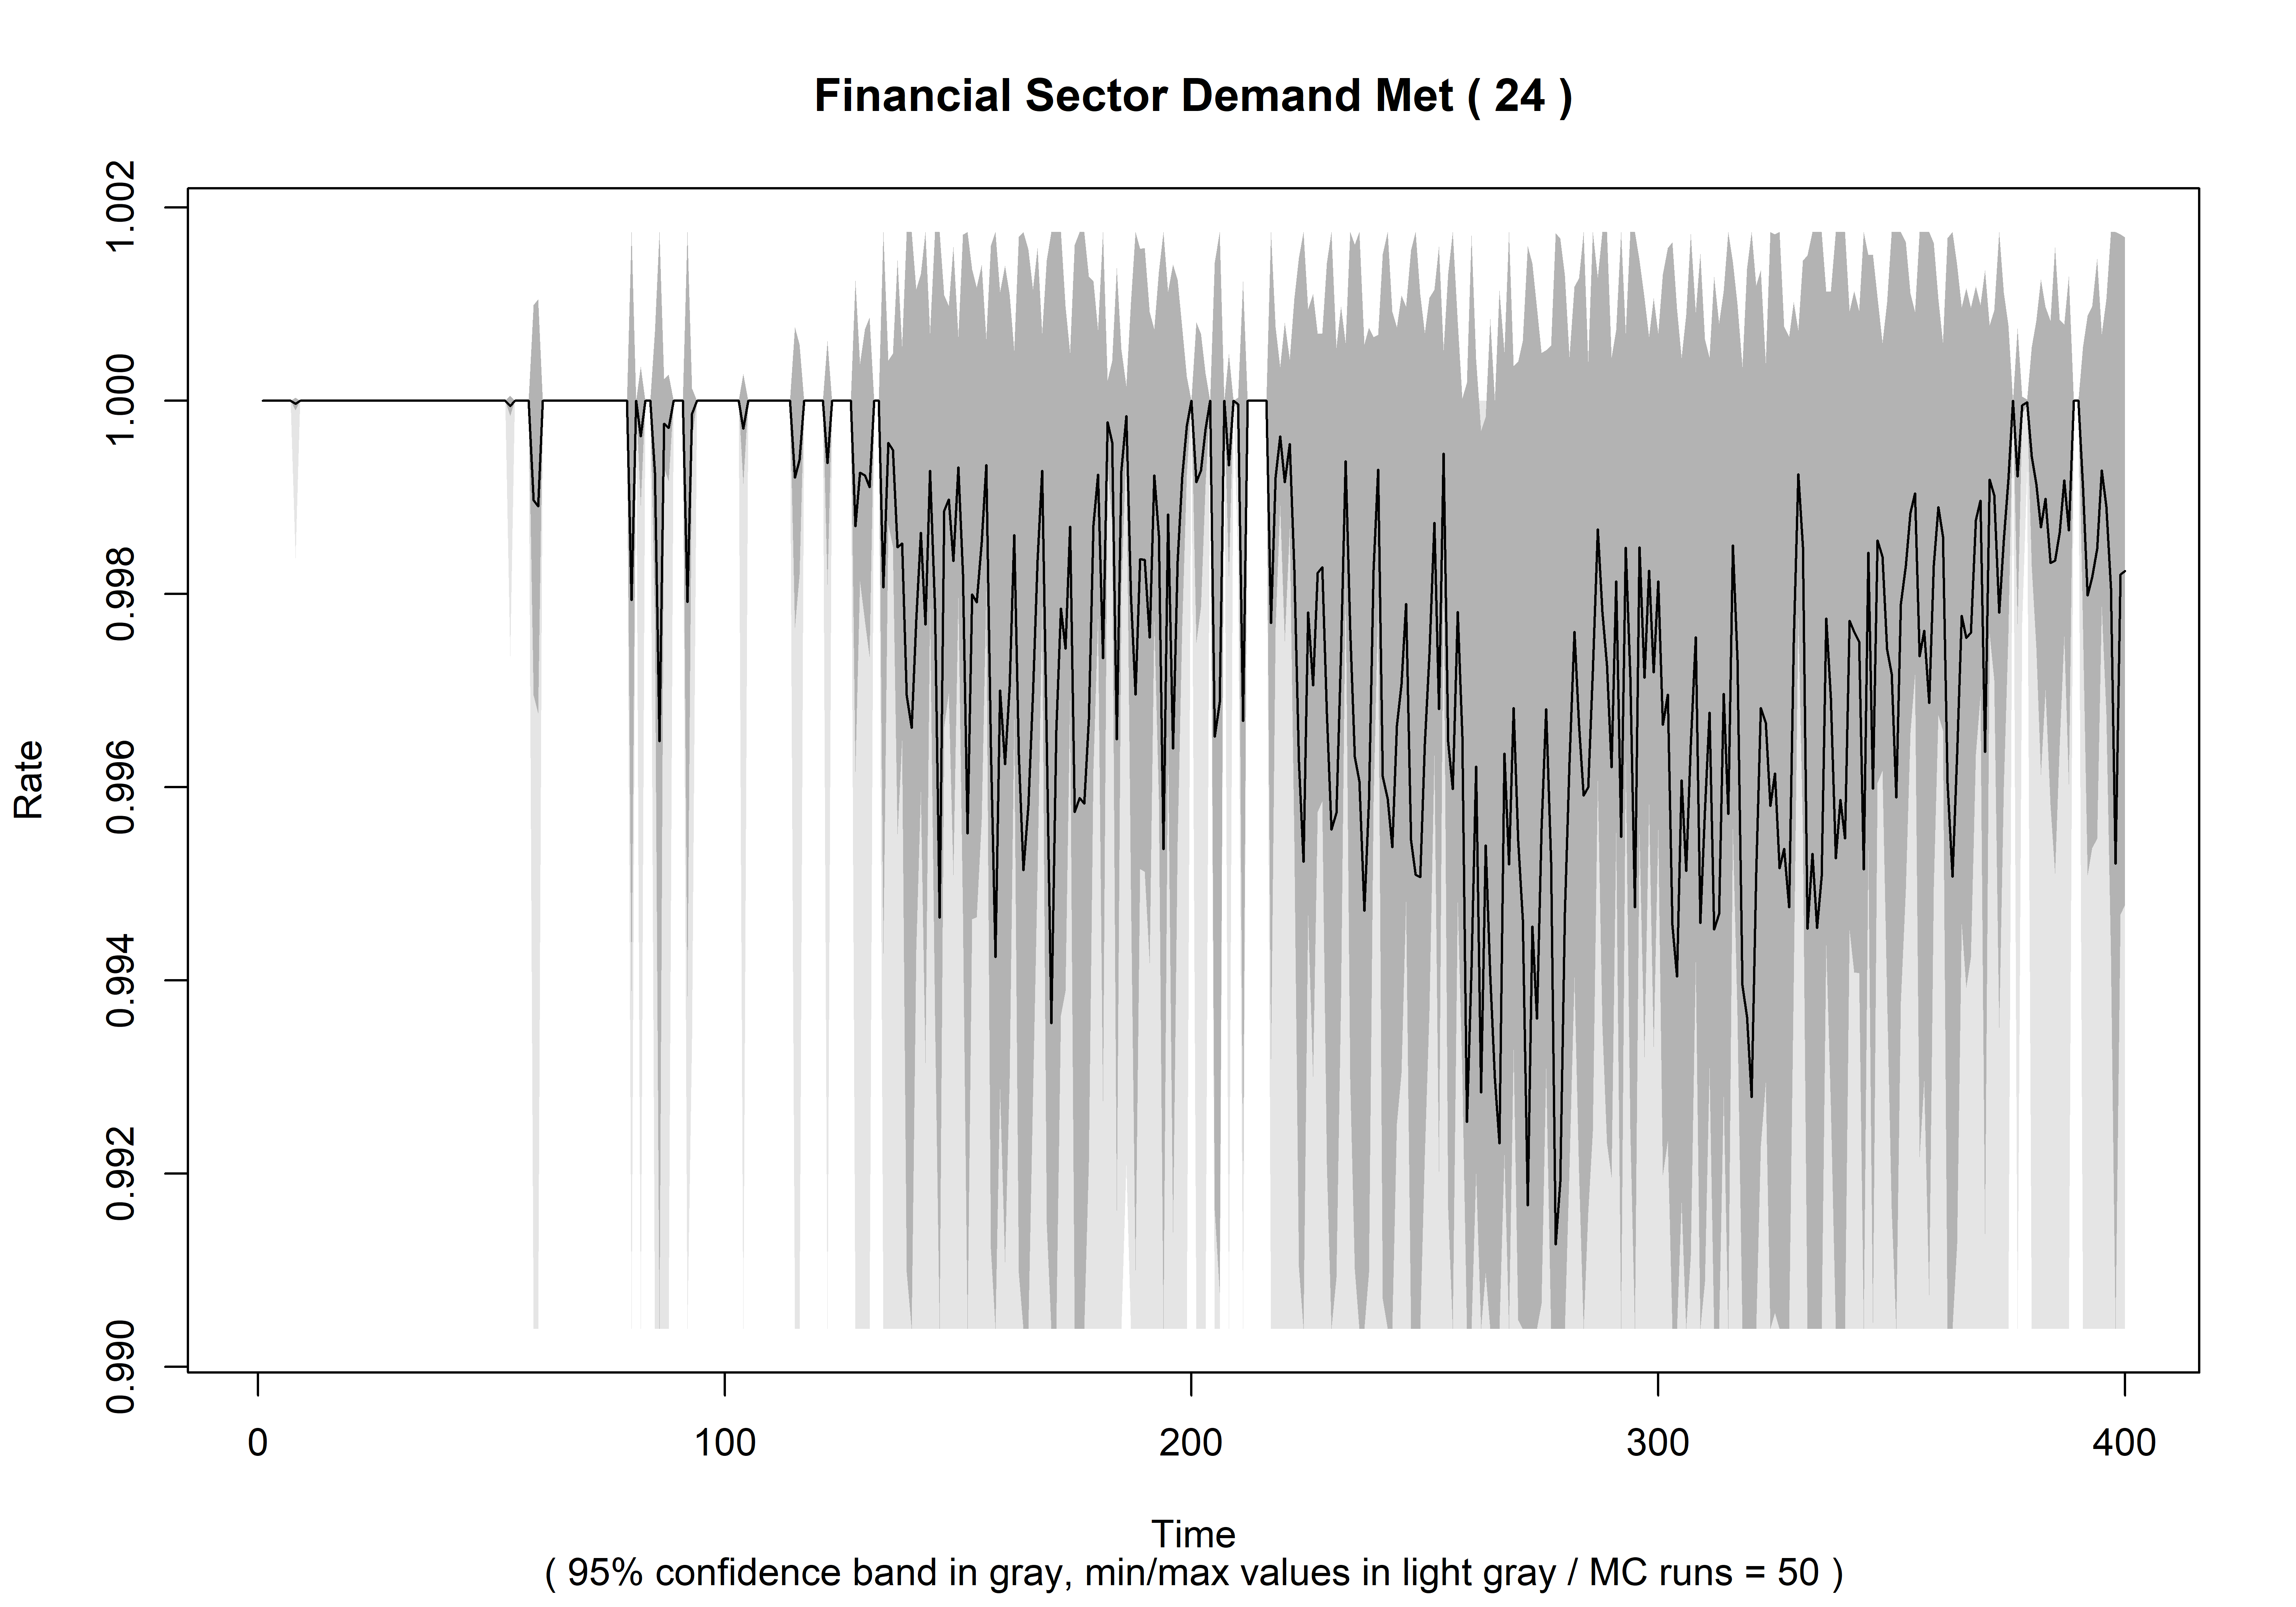 Financial Sector Demand Met ( 24 )
Rate
1.002
1.000
0.998
0.996
0.994
0.992
0.990
0 100 200 300 400
Time
( 95% confidence band in gray, min/max values in light gray / MC runs = 50 )